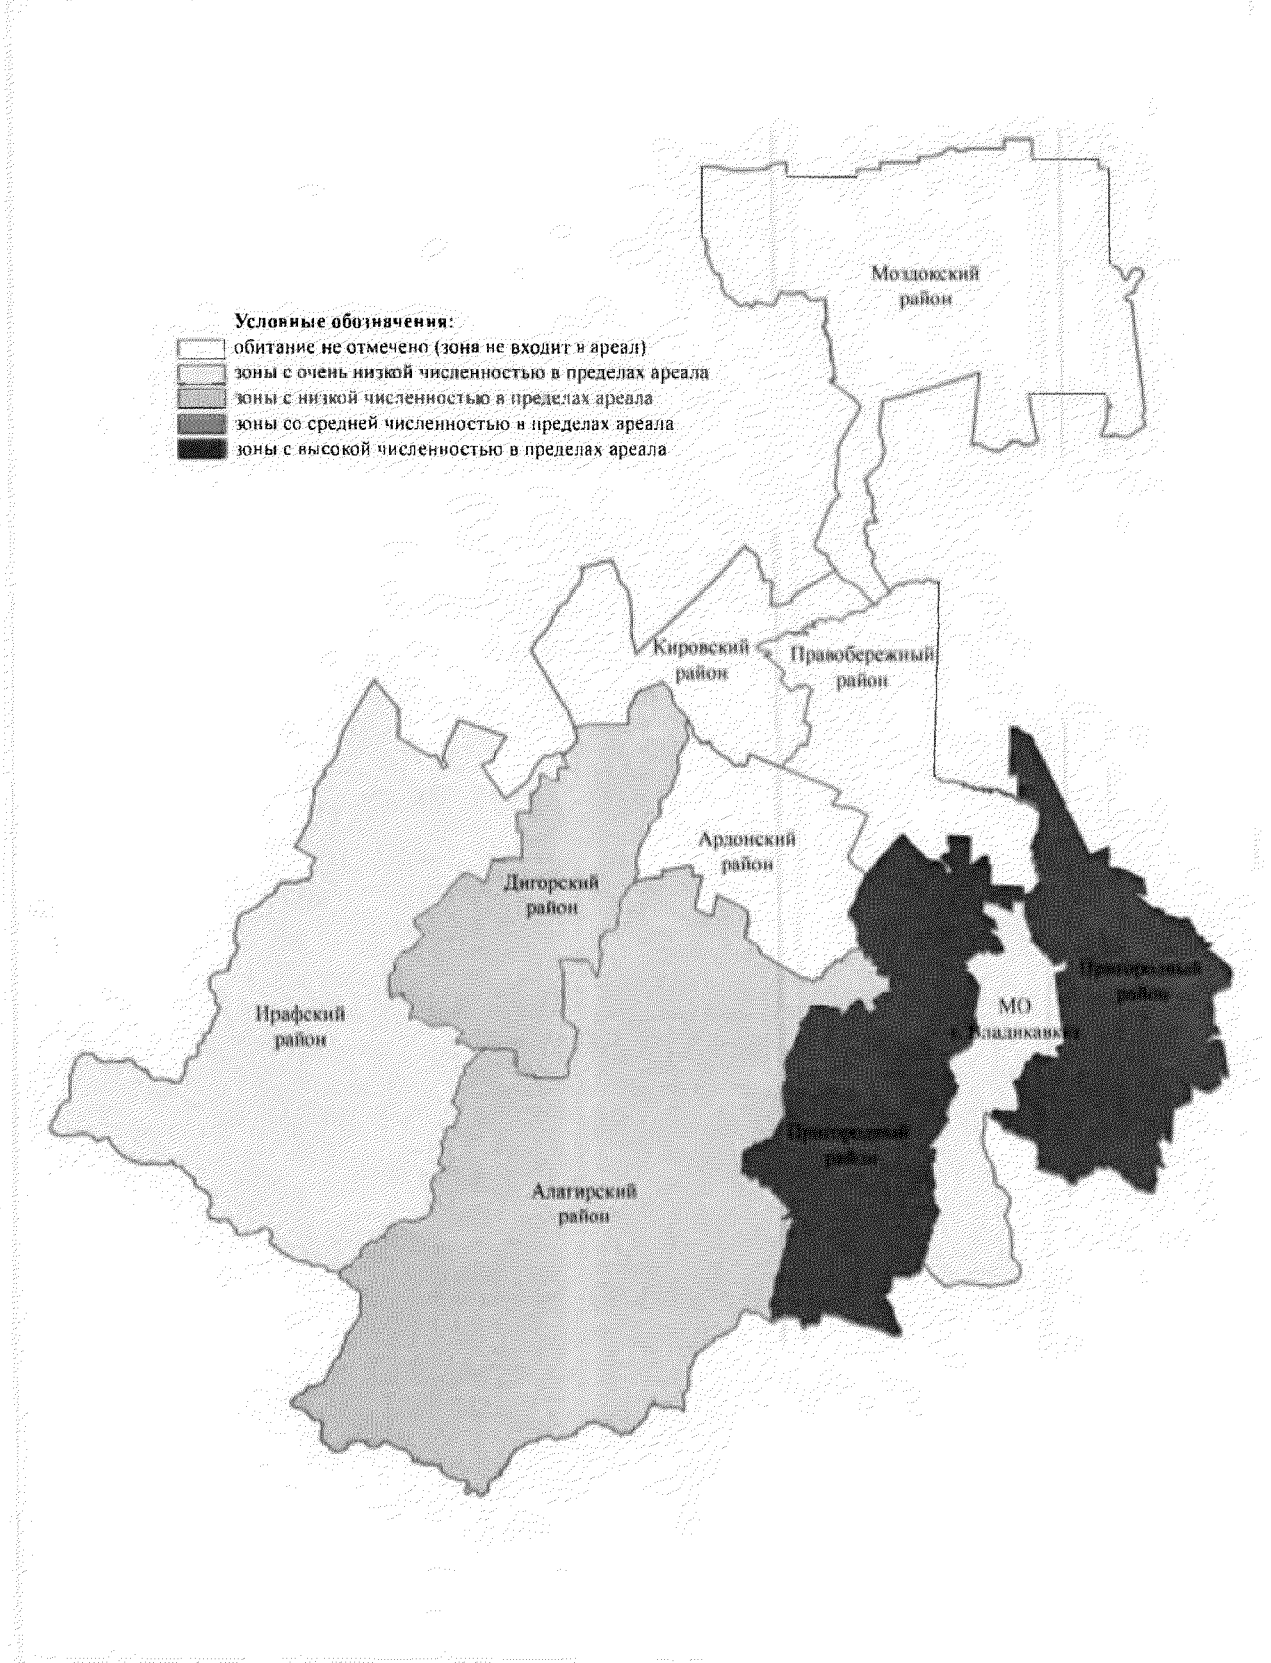 Моздокский
район
Условные обозначения:
обитание не отмечено (зона не входит в ареал)
зоны с очень низкой численностью в пределах ареала
зоны с низкой численностью в пределах ареала
зоны со средней численностью в пределах ареала
зоны с высокой численностью в пределах ареала
Кировский
район
Правобережный
район
Ардонский
район
Дигорский
район
Пригородный
район
Ирафский
район
МО
г. Владикавказ
Пригородный
район
Алагирский
район